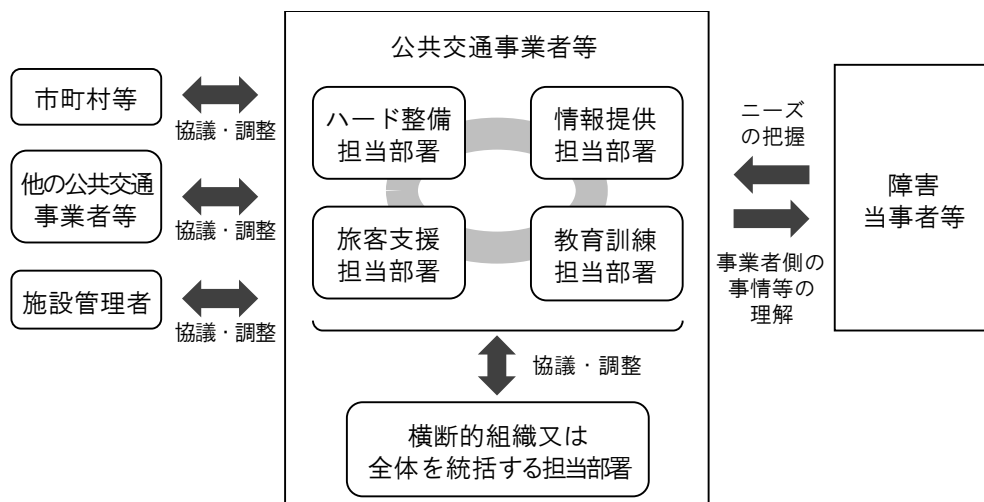 公共交通事業者等
市町村等
協議・調整
他の公共交通
事業者等
協議・調整
施設管理者
協議・調整
ハード整備
担当部署
情報提供
担当部署
旅客支援
担当部署
教育訓練
担当部署
協議・調整
横断的組織又は
全体を統括する担当部署
ニーズ
の把握
事業者側の
事情等の
理解
障害
当事者等